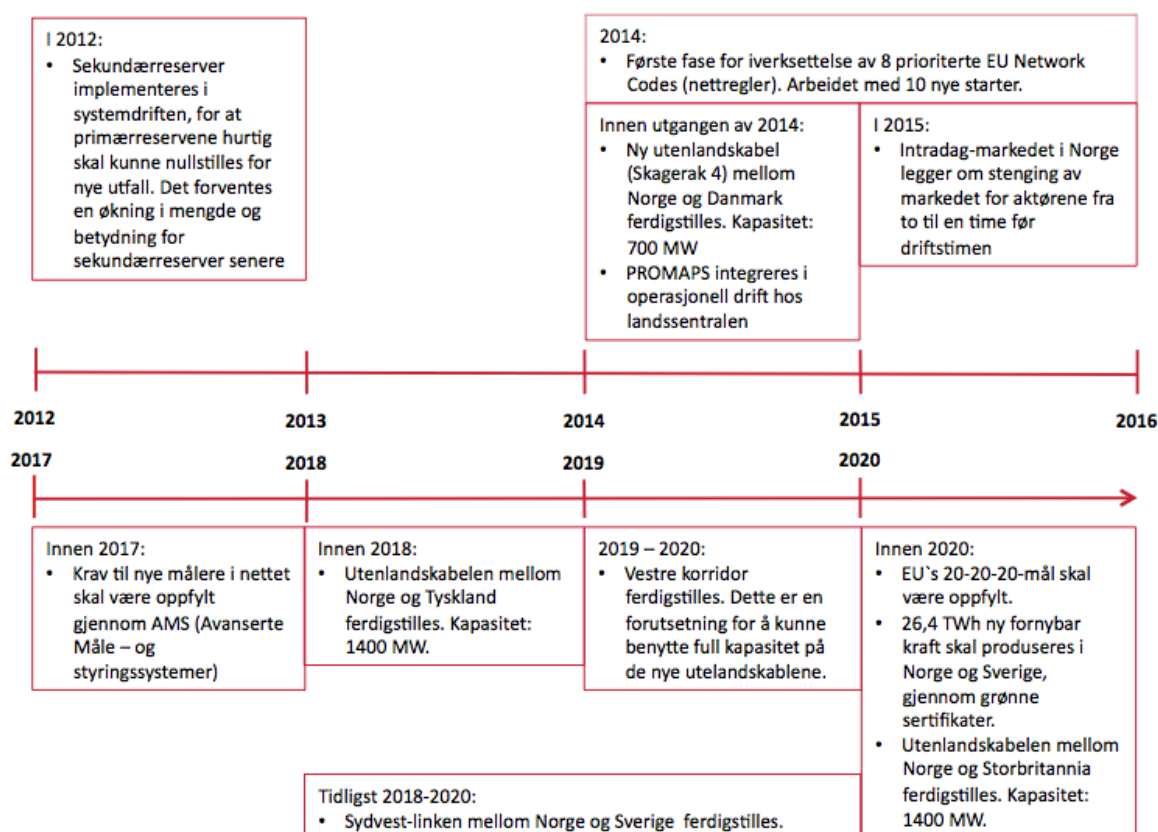 I 2012:
• Sekundærreserver
implementeres i
systemdriften, for at
primærreservene hurtig
skal kunne nullstilles for
nye utfall. Det forventes
en økning i mengde og
betydning for
sekundærreserver senere
2014:
• Første fase for iverksettelse av 8 prioriterte EU Network
Codes (nettregler). Arbeidet med 10 nye starter.
Innen utgangen av 2014:
• Ny utenlandskabel
(Skagerak 4) mellom
Norge og Danmark
ferdigstilles. Kapasitet:
700 MW
• PROMAPS integreres i
operasjonell drift hos
landssentralen
I 2015:
• Intradag-markedet i Norge
legger om stenging av
markedet for aktørene fra
to til en time før
driftstimen
2012 2013 2014 2015 2016
2017 2018 2019 2020
Innen 2017:
• Krav til nye målere i nettet
skal være oppfylt
gjennom AMS (Avanserte
Måle – og
styringssystemer)
Innen 2018:
• Utenlandskabelen mellom
Norge og Tyskland
ferdigstilles. Kapasitet:
1400 MW.
2019 – 2020:
• Vestre korridor
ferdigstilles. Dette er en
forutsetning for å kunne
benytte full kapasitet på
de nye utelandskablene.
Innen 2020:
• EU`s 20-20-20-mål skal
være oppfylt.
• 26,4 TWh ny fornybar
kraft skal produseres i
Norge og Sverige,
gjennom grønne
sertifikater.
• Utenlandskabelen mellom
Norge og Storbritannia
ferdigstilles. Kapasitet:
1400 MW.
Tidligst 2018-2020:
• Sydvest-linken mellom Norge og Sverige ferdigstilles.